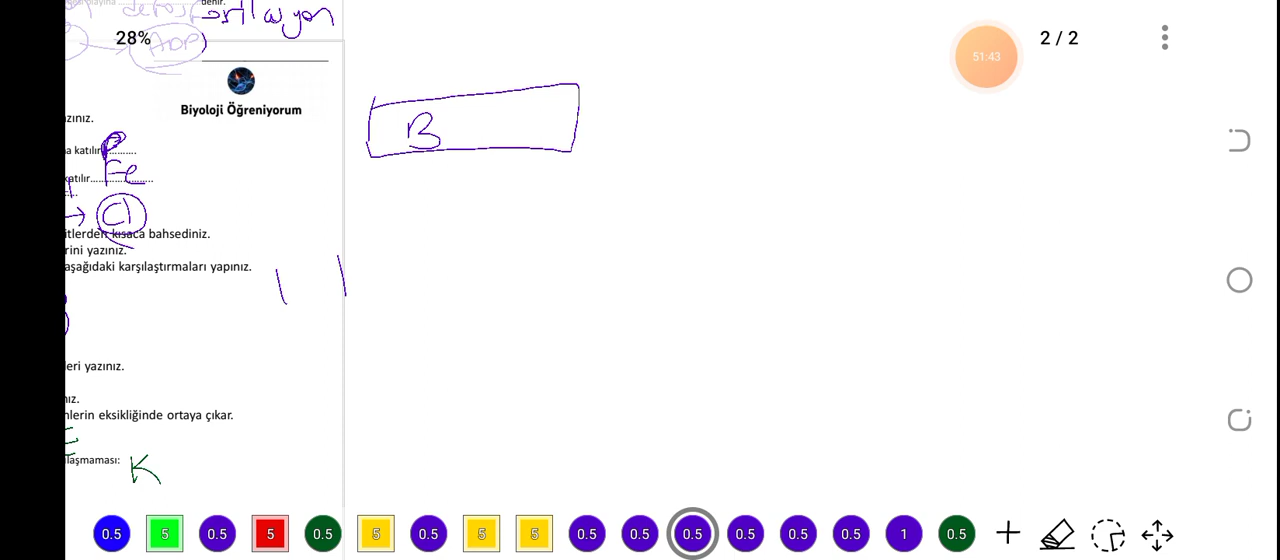 denir.
28%
ADP
51:43
2 / 2
Biyoloji Öğreniyorum
B
zınız.
a katılır P..........
katılır Fe....................
→ Cl
itlerden kısaca bahsediniz.
rini yazınız.
aşağıdaki karşılaştırmaları yapınız.
leri yazınız.
nız.
nlerin eksikliğinde ortaya çıkar.
E
laşmaması: K
0.5 5 0.5 5 0.5 5 0.5 5 5 0.5 0.5 0.5 0.5 0.5 0.5 1 0.5